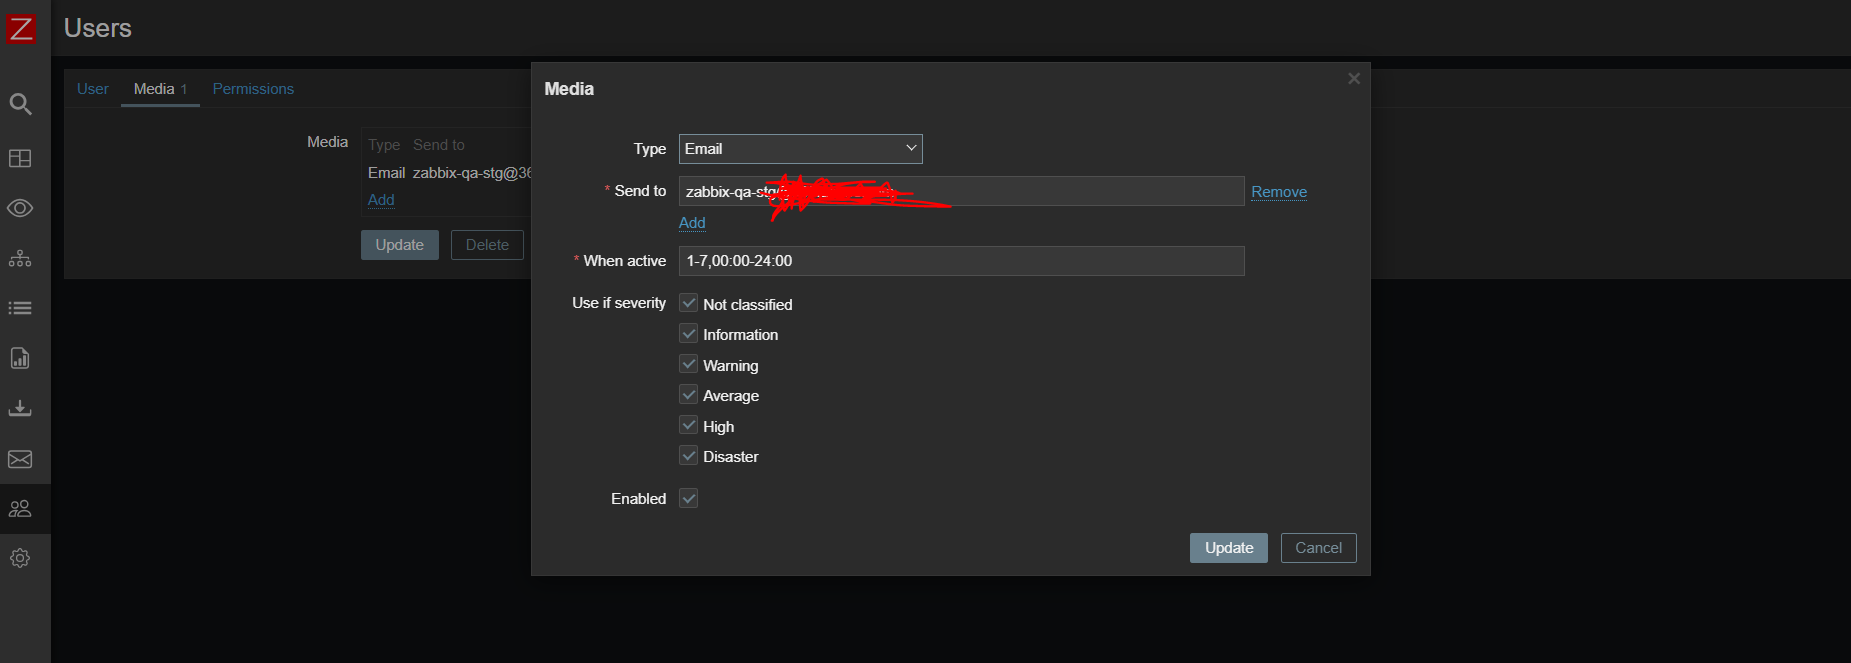 Z
Users
User Media 1 Permissions
Media
Type Send to
Email zabbix-qa-stg@36
Add
Update Delete
Media
Type Email
* Send to zabbix-qa-stg@ Remove
Add
* When active 1-7,00:00-24:00
Use if severity Not classified
Information
Warning
Average
High
Disaster
Enabled
Update Cancel